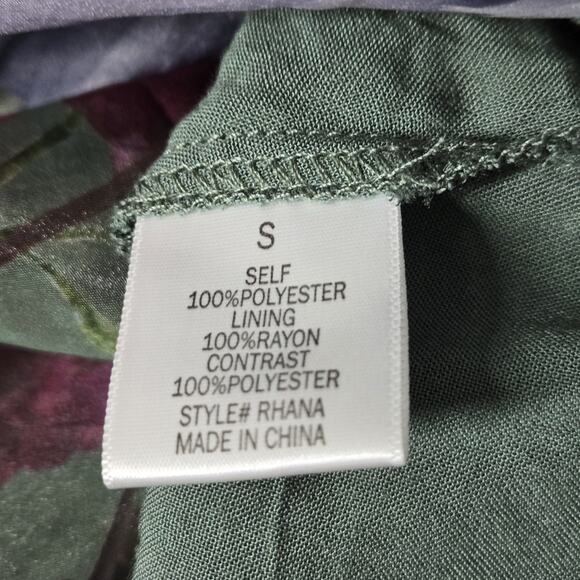 S
SELF
100%POLYESTER
LINING
100%RAYON
CONTRAST
100%POLYESTER
STYLE# RHANA
MADE IN CHINA